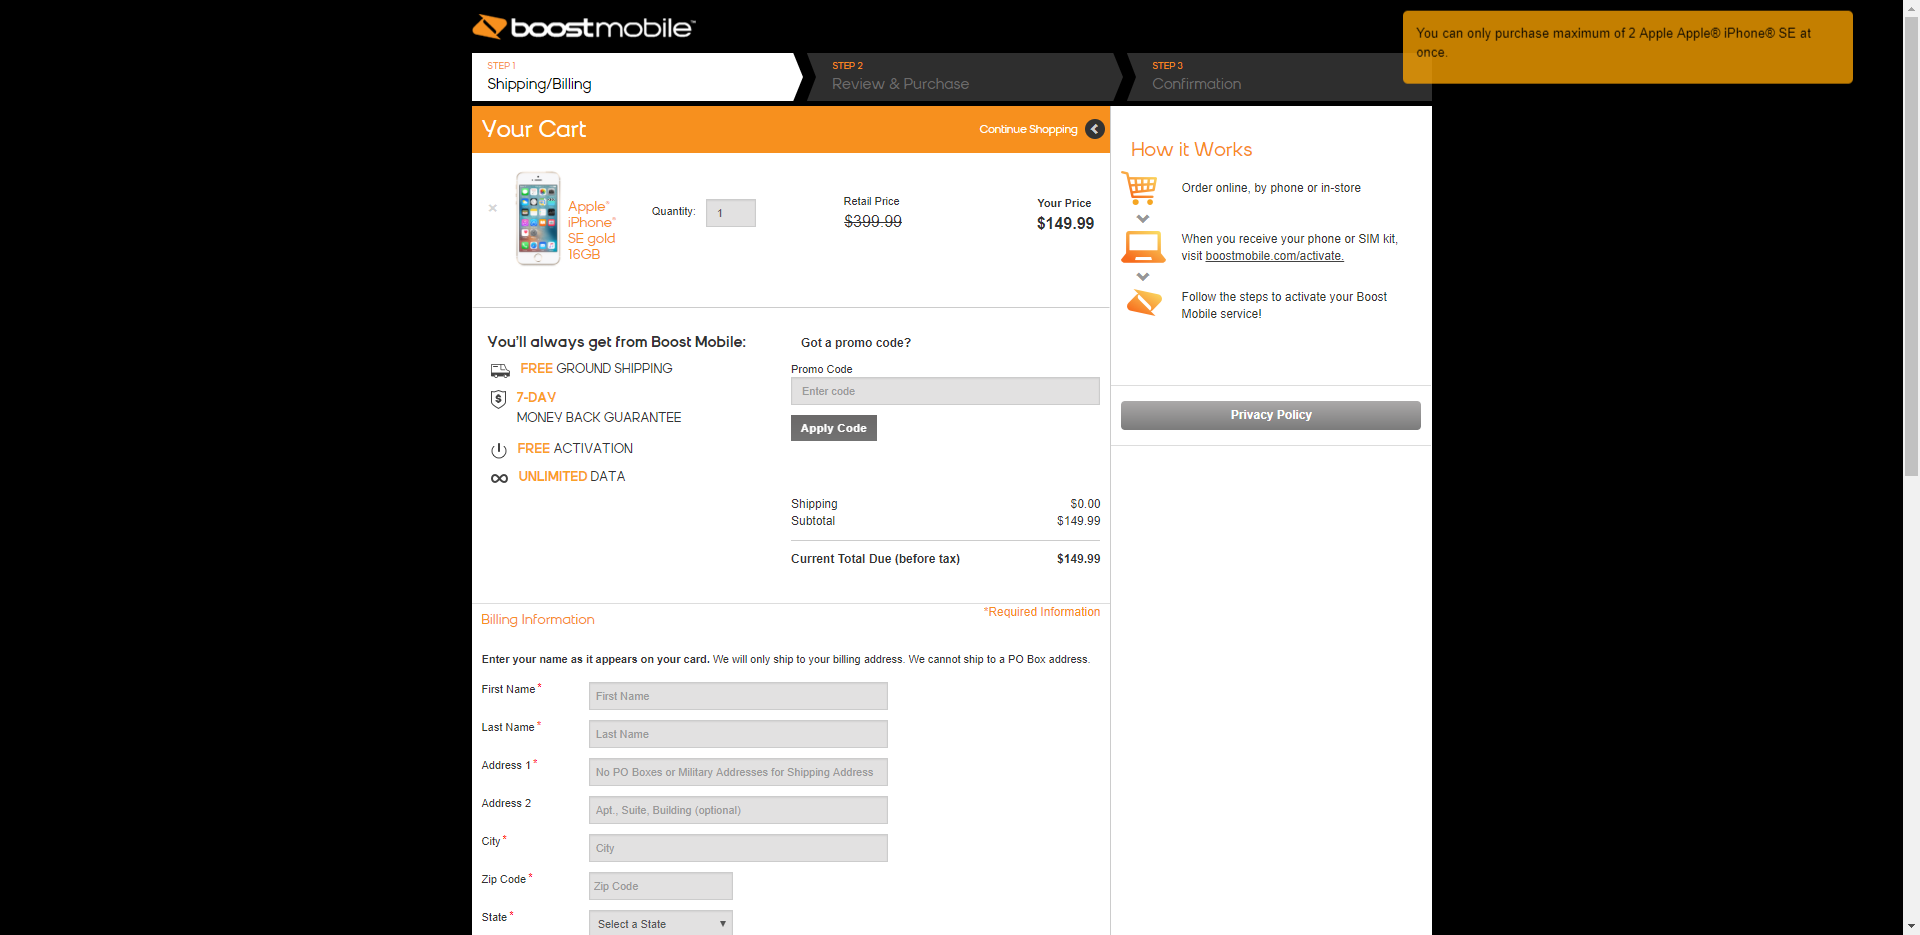 boostmobile
You can only purchase maximum of 2 Apple Apple® iPhone® SE at
once.
STEP 1
Shipping/Billing
STEP 2
Review & Purchase
STEP 3
Confirmation
Your Cart
Continue Shopping
×
Apple®
iPhone®
SE gold
16GB
Quantity:
1
Retail Price
$399.99
Your Price
$149.99
How it Works
Order online, by phone or in-store
When you receive your phone or SIM kit,
visit boostmobile.com/activate.
Follow the steps to activate your Boost
Mobile service!
Privacy Policy
You'll always get from Boost Mobile:
FREE GROUND SHIPPING
7-DAY
MONEY BACK GUARANTEE
FREE ACTIVATION
UNLIMITED DATA
Got a promo code?
Promo Code
Enter code
Apply Code
Shipping $0.00
Subtotal $149.99
Current Total Due (before tax) $149.99
*Required Information
Billing Information
Enter your name as it appears on your card. We will only ship to your billing address. We cannot ship to a PO Box address.
First Name *
First Name
Last Name *
Last Name
Address 1 *
No PO Boxes or Military Addresses for Shipping Address
Address 2
Apt., Suite, Building (optional)
City *
City
Zip Code *
Zip Code
State *
Select a State